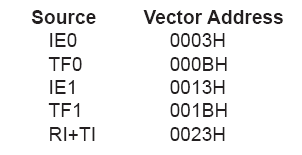 Source Vector Address
IE0 0003H
TF0 000BH
IE1 0013H
TF1 001BH
RI+TI 0023H